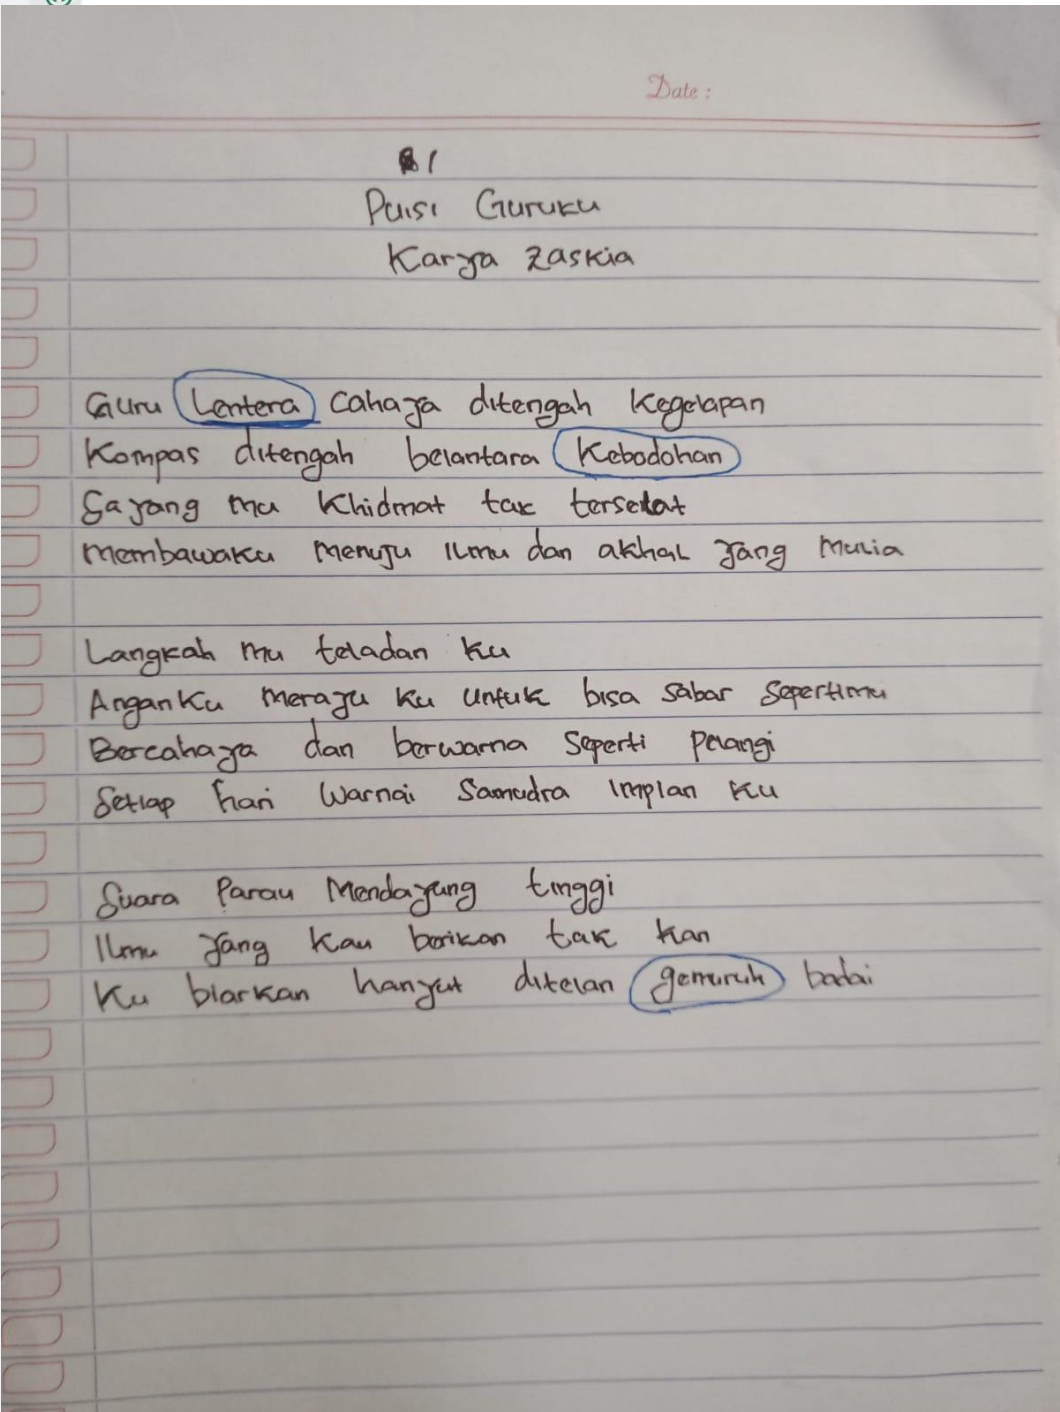 Date :
1
Puisi Guruku
Karya Zaskia
Guru Lentera Cahaya ditengah Kegelapan
Kompas ditengah belantara Kebodohan
Sayang mu Khidmat tak tersekat
Membawaku Menuju Ilmu dan akhal yang Mulia
Langkah mu teladan Ku
AnganKu Merayu Ku Untuk bisa Sabar Sepertimu
Bercahaya dan berwarna Seperti Pelangi
Setiap hari Warnai Samudra Impian Ku
Suara Parau Mendayung tinggi
Ilmu yang Kau berikan tak Kan
Ku biarkan hanyut ditelan gemuruh badai